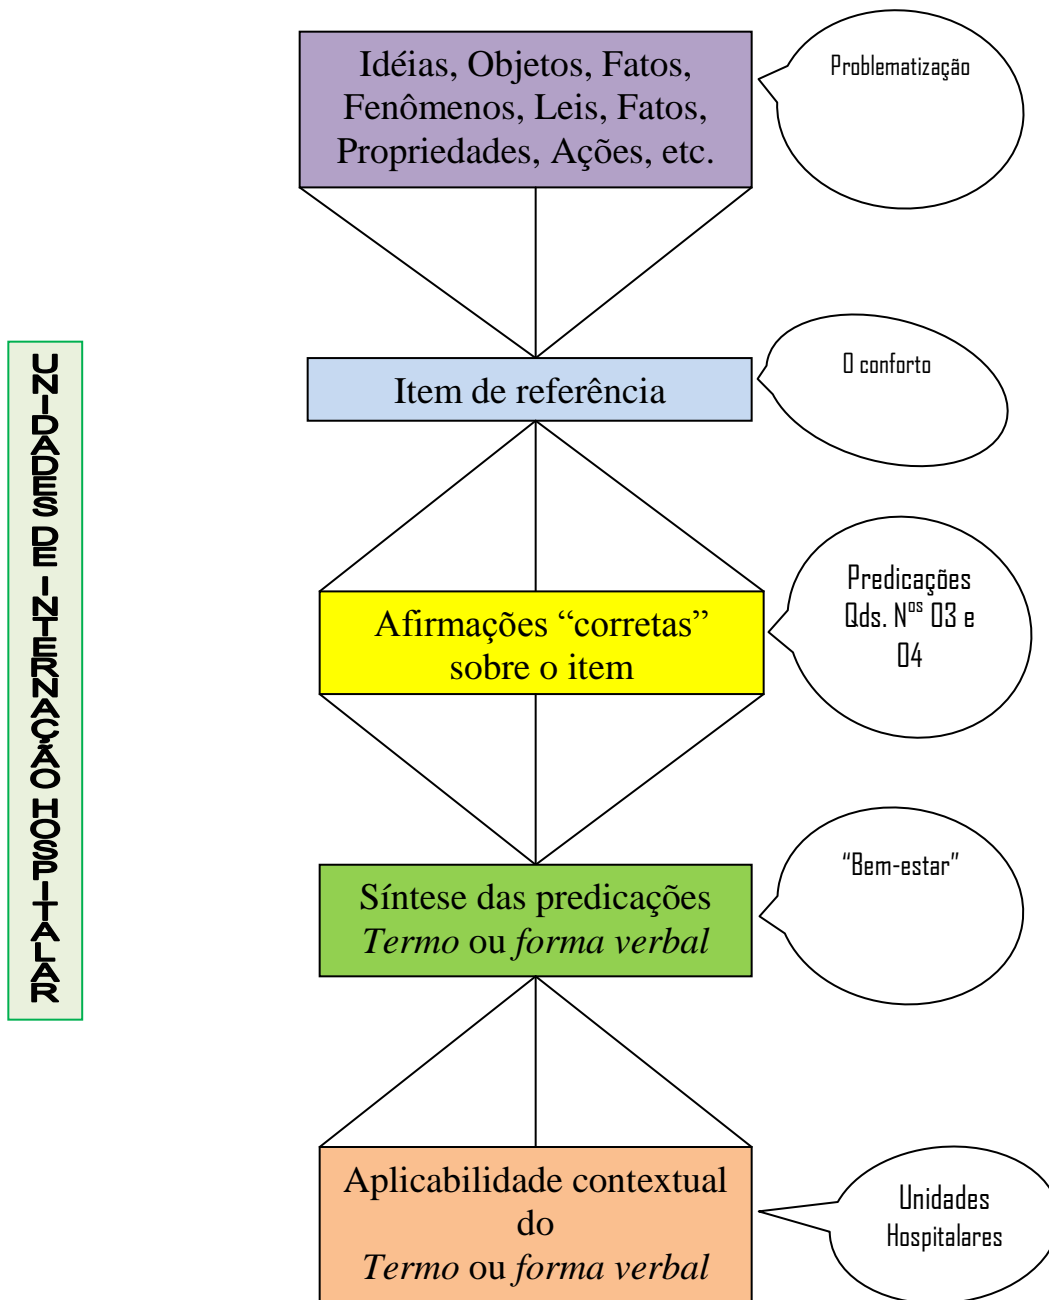 Idéias, Objetos, Fatos,
Fenômenos, Leis, Fatos,
Propriedades, Ações, etc.
Problematização
Item de referência
O conforto
UNIDADES DE INTERNAÇÃO HOSPITALAR
Afirmações “corretas”
sobre o item
Predicações
Qds. Nºˢ 03 e
04
Síntese das predicações
Termo ou forma verbal
“Bem-estar”
Aplicabilidade contextual
do
Termo ou forma verbal
Unidades
Hospitalares